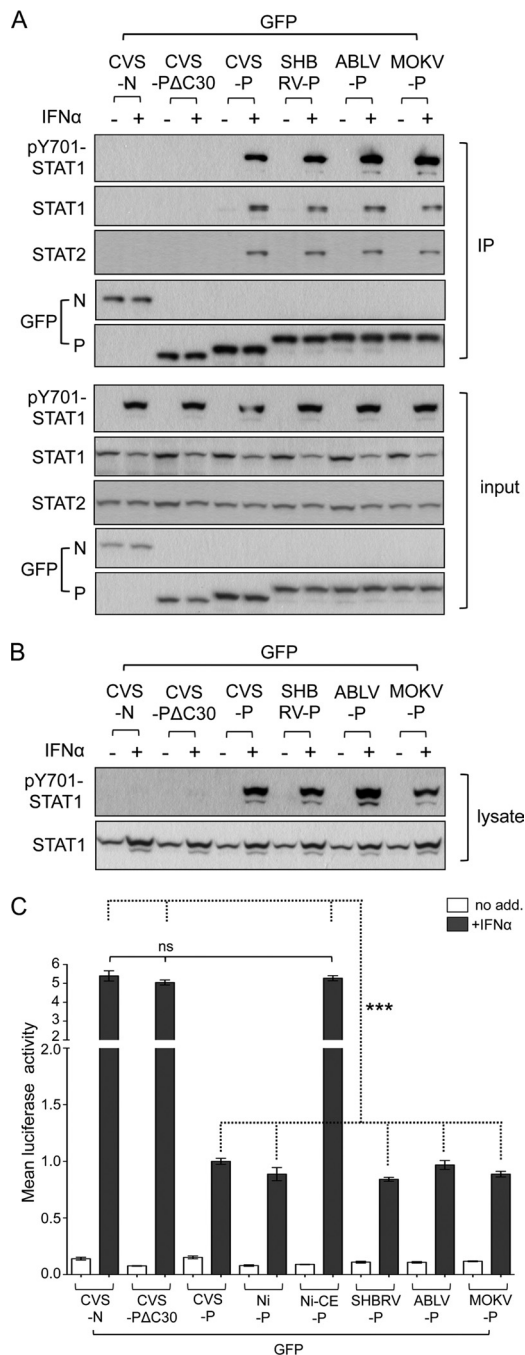 A
GFP
CVS -N CVS -PΔC30 CVS -P SHB RV-P ABLV -P MOKV -P
IFNα - + - + - + - + - + - +
pY701- STAT1
STAT1
STAT2
IP
GFP N
P
pY701- STAT1
STAT1
STAT2
input
GFP N
P
B
GFP
CVS -N CVS -PΔC30 CVS -P SHB RV-P ABLV -P MOKV -P
IFNα - + - + - + - + - + - +
pY701- STAT1
STAT1
lysate
C
no add.
+IFNα
ns
***
Mean luciferase activity
6
5
4
3
2
2.0
1.5
1.0
0.5
0.0
CVS -N CVS -PΔC30 CVS -P Ni -P Ni-CE -P SHBRV -P ABLV -P MOKV -P
GFP